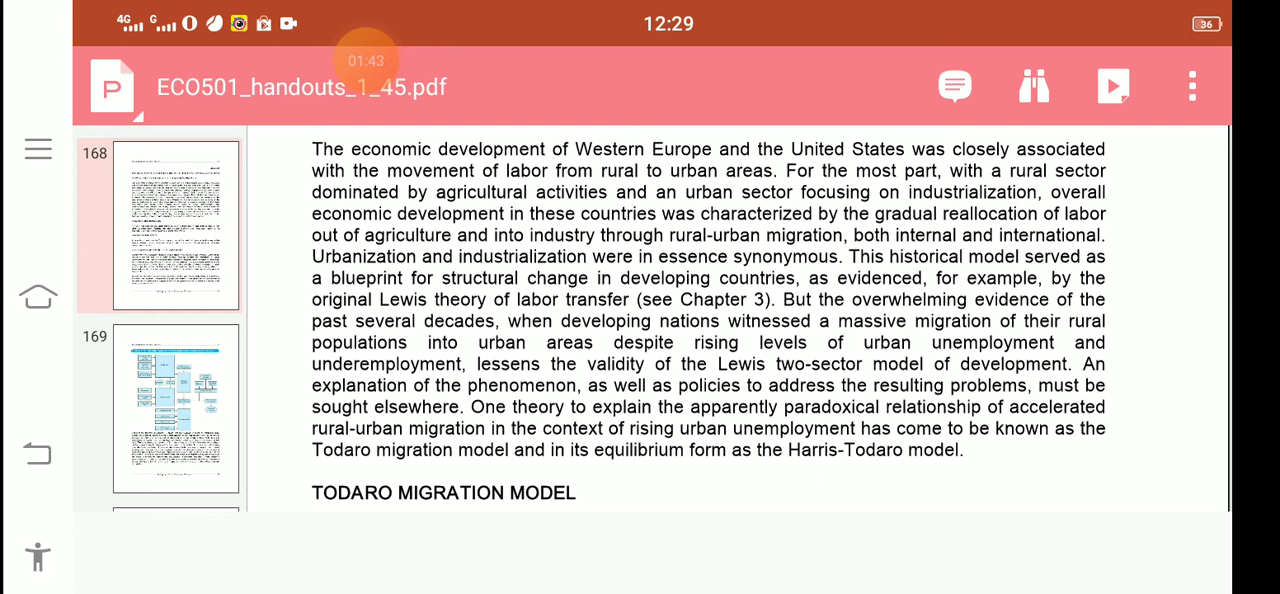 4G G 12:29 36
01:43
ECO501_handouts_1_45.pdf
168
169
The economic development of Western Europe and the United States was closely associated
with the movement of labor from rural to urban areas. For the most part, with a rural sector
dominated by agricultural activities and an urban sector focusing on industrialization, overall
economic development in these countries was characterized by the gradual reallocation of labor
out of agriculture and into industry through rural-urban migration, both internal and international.
Urbanization and industrialization were in essence synonymous. This historical model served as
a blueprint for structural change in developing countries, as evidenced, for example, by the
original Lewis theory of labor transfer (see Chapter 3). But the overwhelming evidence of the
past several decades, when developing nations witnessed a massive migration of their rural
populations into urban areas despite rising levels of urban unemployment and
underemployment, lessens the validity of the Lewis two-sector model of development. An
explanation of the phenomenon, as well as policies to address the resulting problems, must be
sought elsewhere. One theory to explain the apparently paradoxical relationship of accelerated
rural-urban migration in the context of rising urban unemployment has come to be known as the
Todaro migration model and in its equilibrium form as the Harris-Todaro model.
TODARO MIGRATION MODEL